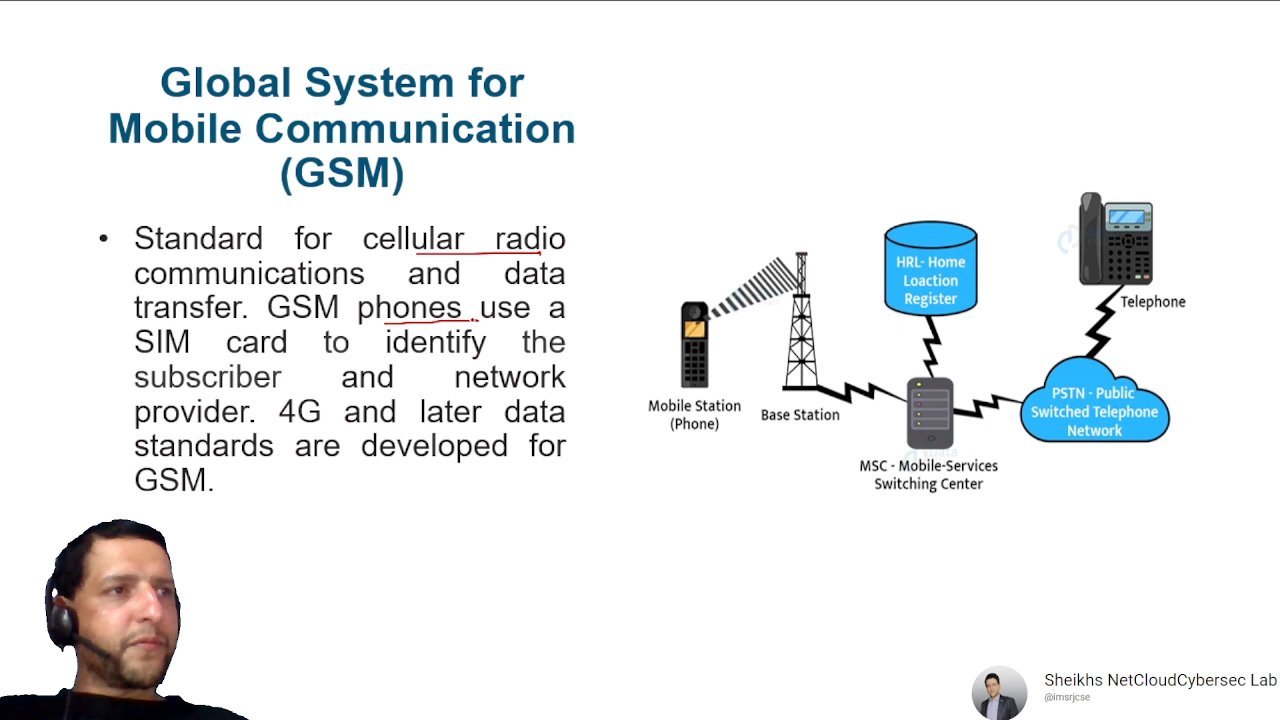 Global System for
Mobile Communication
(GSM)
• Standard for cellular radio
communications and data
transfer. GSM phones use a
SIM card to identify the
subscriber and network
provider. 4G and later data
standards are developed for
GSM.
HRL- Home
Loaction
Register
Telephone
Mobile Station
(Phone)
Base Station
PSTN - Public
Switched Telephone
Network
MSC - Mobile-Services
Switching Center
Sheikhs NetCloudCybersec Lab
@imsrjcse